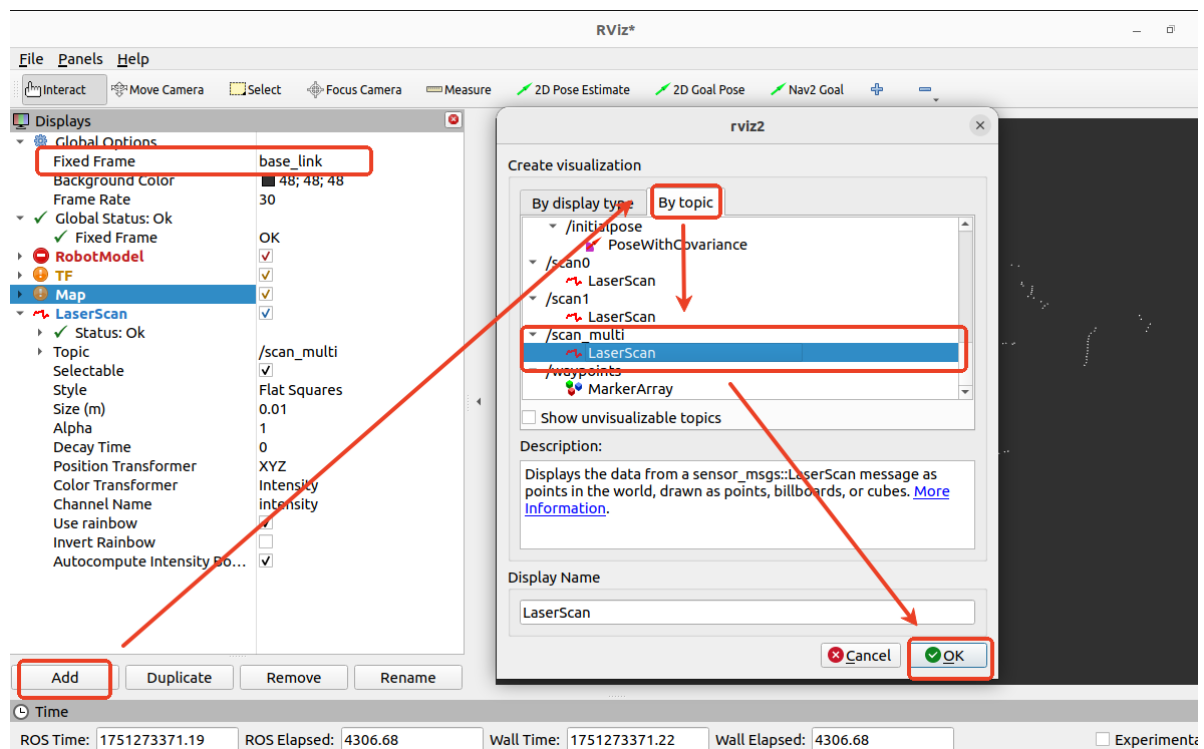 RViz*
File Panels Help
Interact Move Camera Select Focus Camera Measure 2D Pose Estimate 2D Goal Pose Nav2 Goal
Displays
Global Options
Fixed Frame base_link
Background Color 48; 48; 48
Frame Rate 30
Global Status: Ok
Fixed Frame OK
RobotModel
TF
Map
LaserScan
Status: Ok
Topic /scan_multi
Selectable
Style Flat Squares
Size (m) 0.01
Alpha 1
Decay Time 0
Position Transformer XYZ
Color Transformer Intensity
Channel Name intensity
Use rainbow
Invert Rainbow
Autocompute Intensity Bo...
Add Duplicate Remove Rename
rviz2
Create visualization
By display type By topic
/initialpose
PoseWithCovariance
/scan0
LaserScan
/scan1
LaserScan
/scan_multi
LaserScan
/waypoints
MarkerArray
Show unvisualizable topics
Description:
Displays the data from a sensor_msgs::LaserScan message as
points in the world, drawn as points, billboards, or cubes. More
Information.
Display Name
LaserScan
Cancel OK
Time
ROS Time: 1751273371.19 ROS Elapsed: 4306.68 Wall Time: 1751273371.22 Wall Elapsed: 4306.68 Experimenta